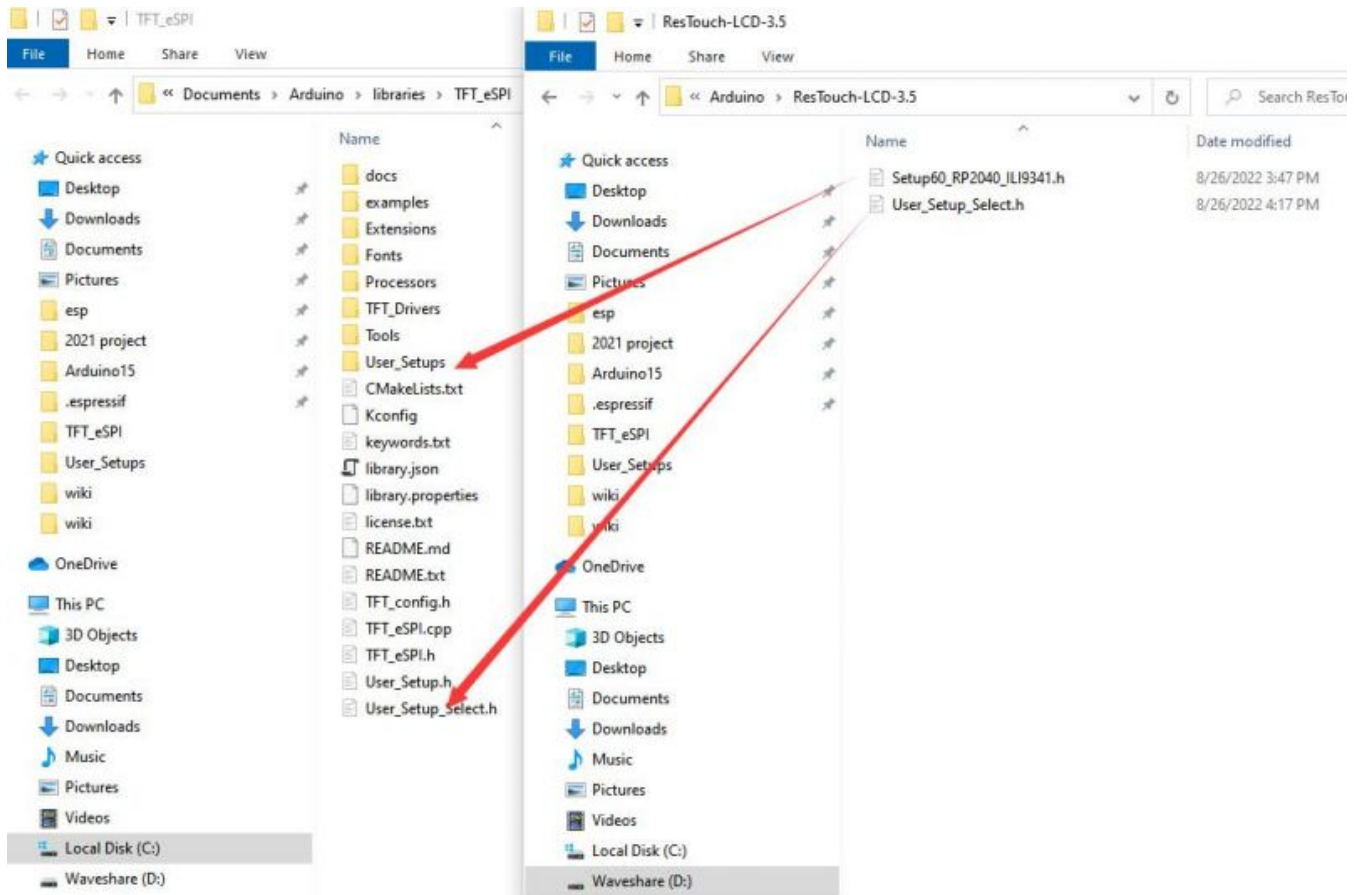 TFT_eSPI
File Home Share View
« Documents > Arduino > libraries > TFT_eSPI
Quick access
Desktop
Downloads
Documents
Pictures
esp
2021 project
Arduino15
.espressif
TFT_eSPI
User_Setups
wiki
wiki
OneDrive
This PC
3D Objects
Desktop
Documents
Downloads
Music
Pictures
Videos
Local Disk (C:)
Waveshare (D:)
Name
docs
examples
Extensions
Fonts
Processors
TFT_Drivers
Tools
User_Setups
CMakeLists.txt
Kconfig
keywords.txt
library.json
library.properties
license.txt
README.md
README.txt
TFT_config.h
TFT_eSPI.cpp
TFT_eSPI.h
User_Setup.h
User_Setup_Select.h
ResTouch-LCD-3.5
File Home Share View
« Arduino > ResTouch-LCD-3.5
Search ResTou
Quick access
Desktop
Downloads
Documents
Pictures
esp
2021 project
Arduino15
.espressif
TFT_eSPI
User_Setups
wiki
wiki
OneDrive
This PC
3D Objects
Desktop
Documents
Downloads
Music
Pictures
Videos
Local Disk (C:)
Waveshare (D:)
Name Date modified
Setup60_RP2040_ILI9341.h 8/26/2022 3:47 PM
User_Setup_Select.h 8/26/2022 4:17 PM